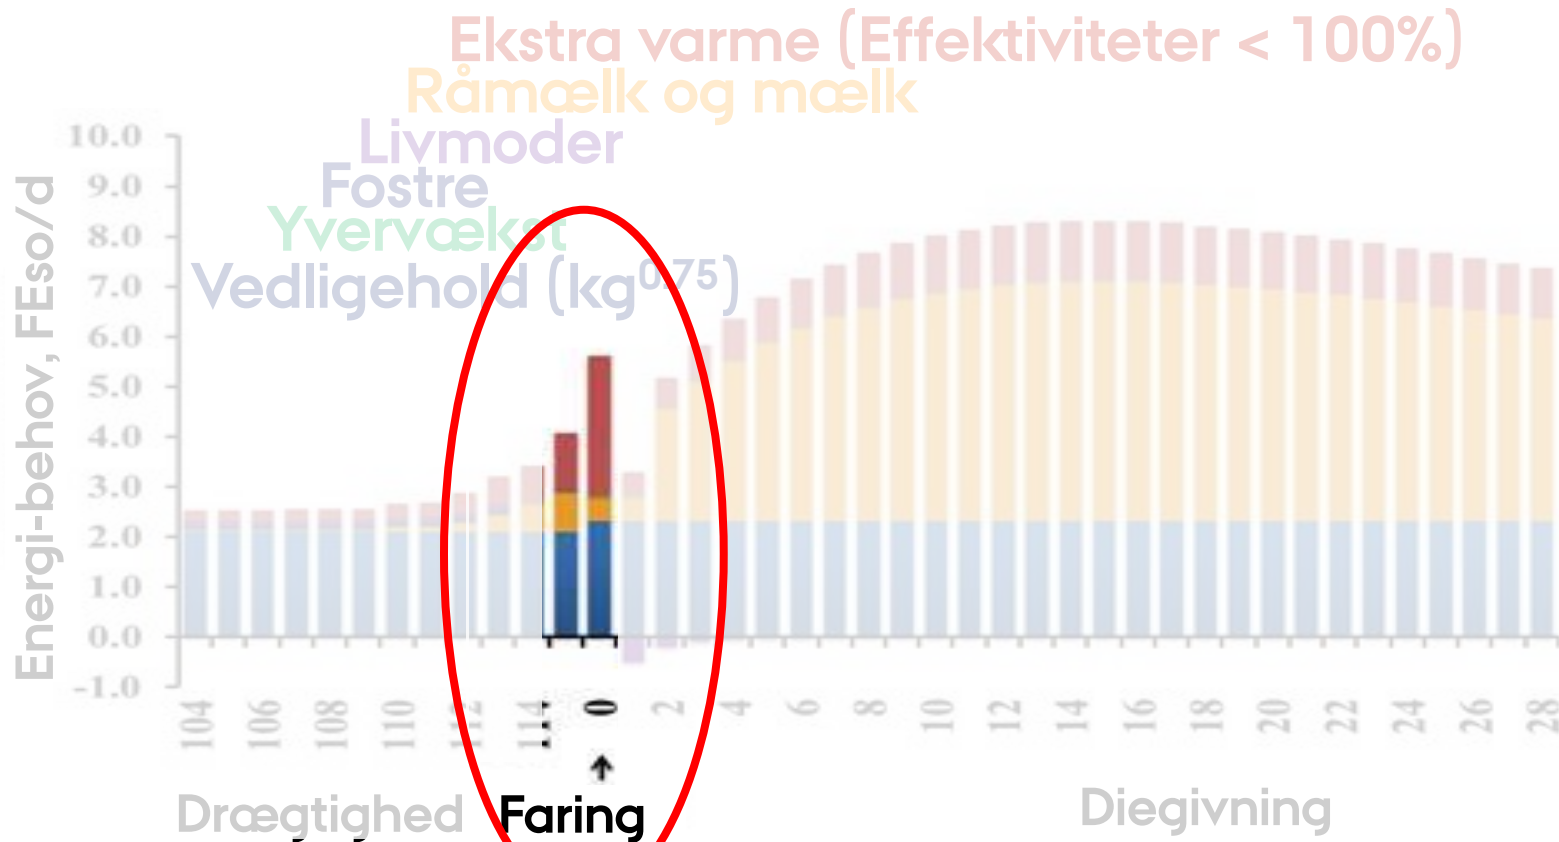 Ekstra varme (Effektiviteter < 100%)
Råmælk og mælk
Livmoder
Fostre
Yvervækst
Vedligehold (kg0.75)
Energi-behov, FEso/d
10.0
9.0
8.0
7.0
6.0
5.0
4.0
3.0
2.0
1.0
0.0
-1.0
104 106 108 110 112 114 0 2 4 6 8 10 12 14 16 18 20 22 24 26 28
Drægtighed Faring Diegivning